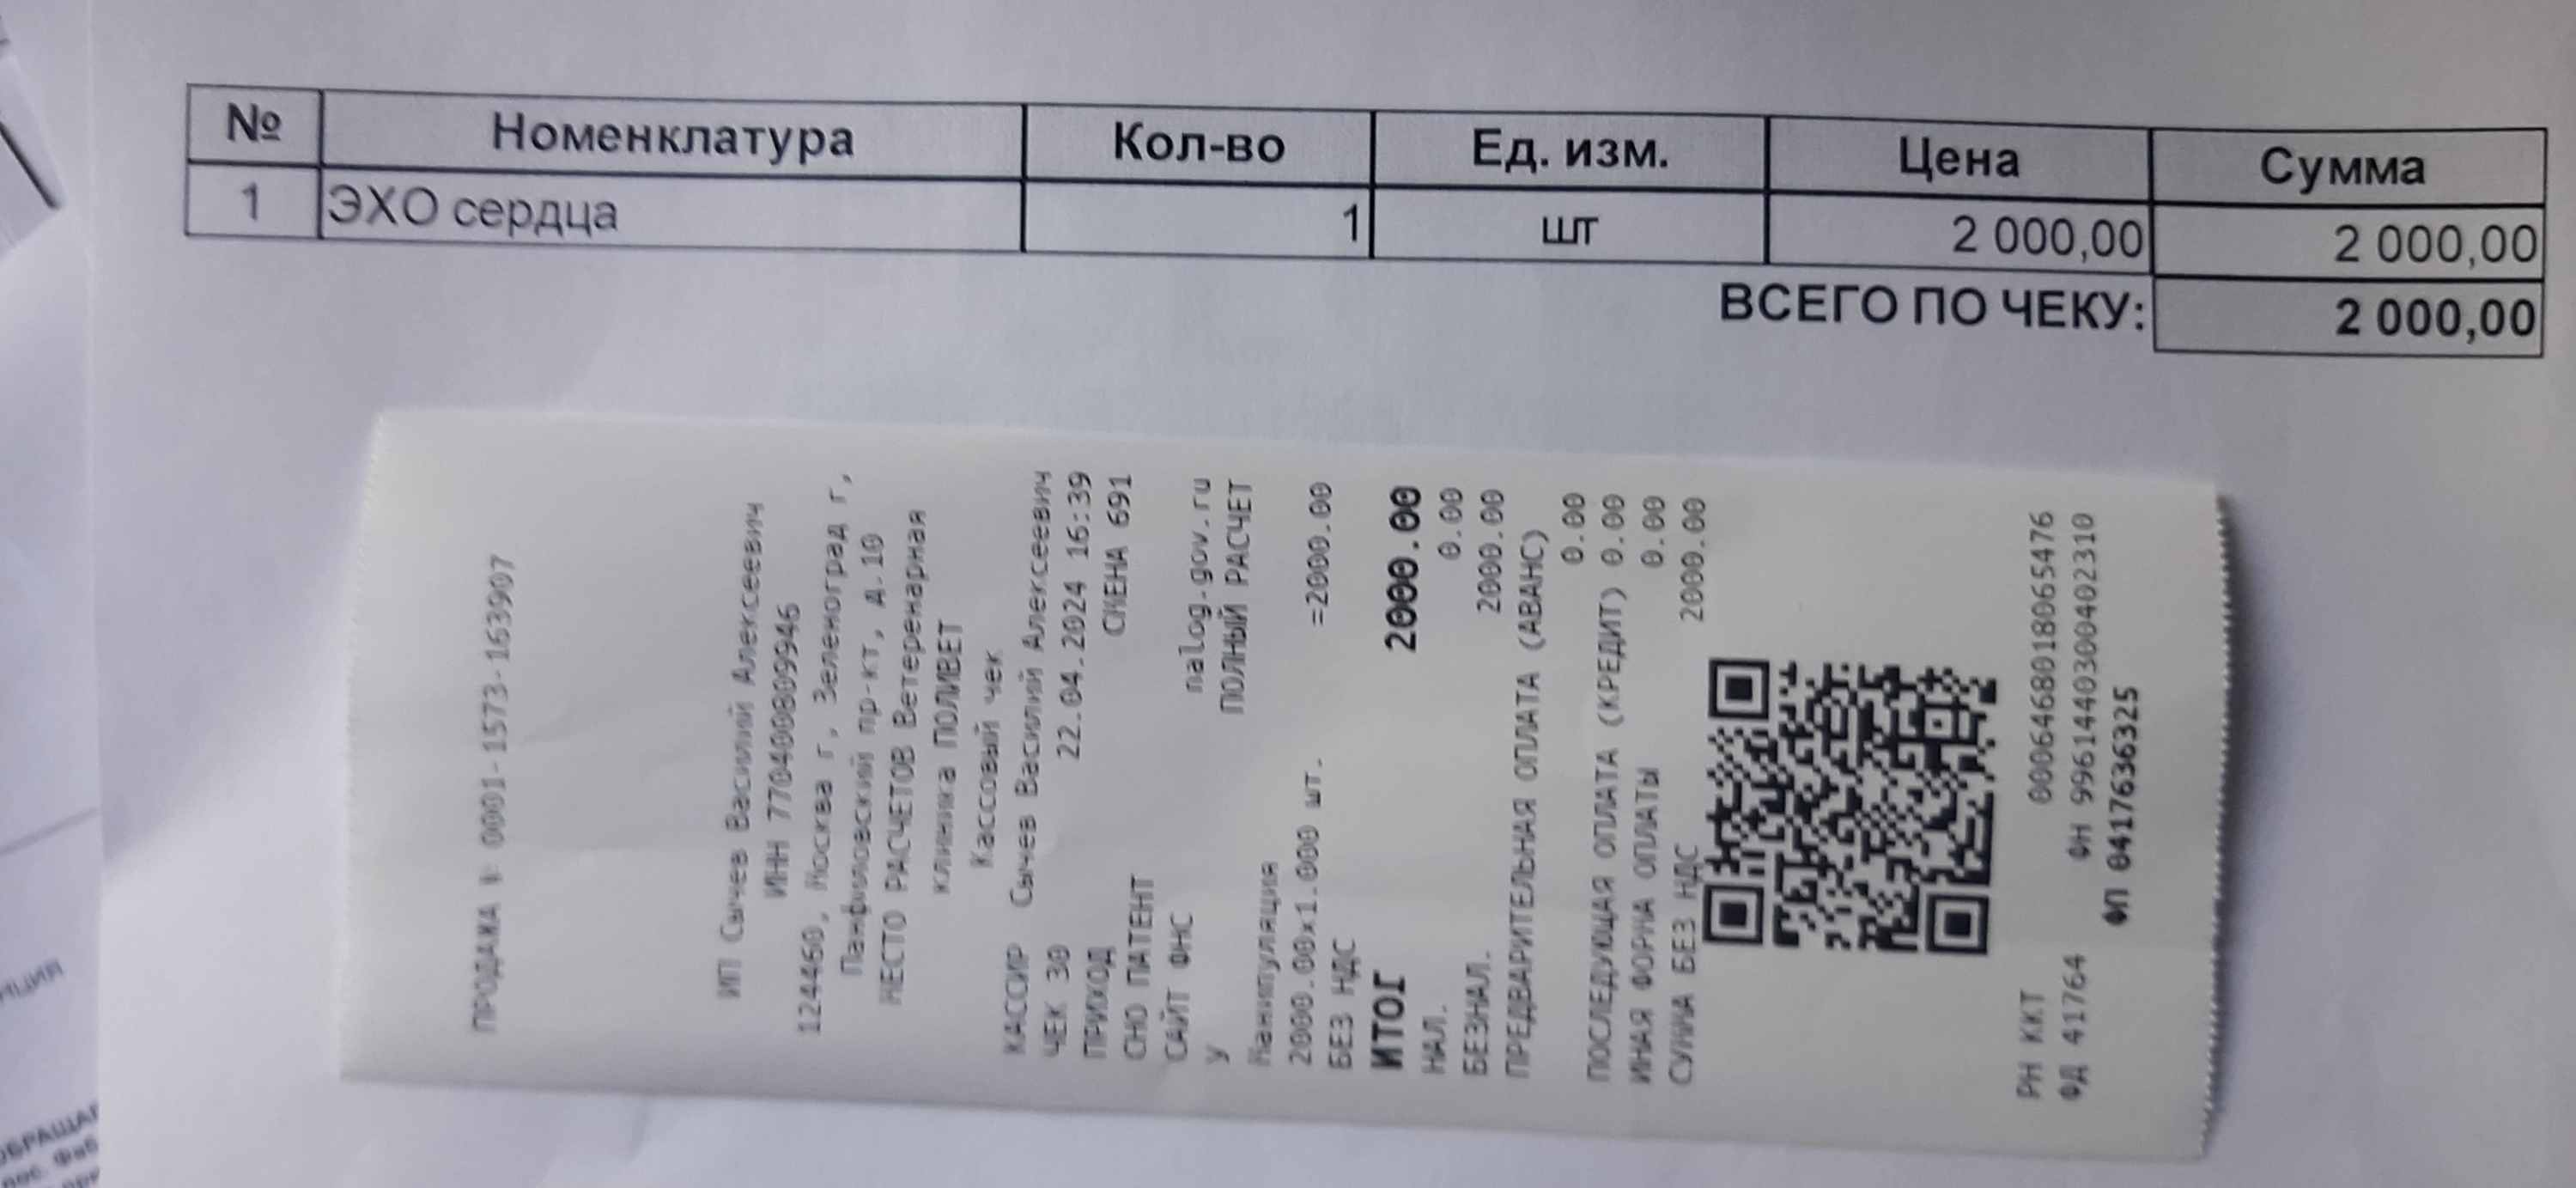 № Номенклатура Кол-во Ед. изм. Цена Сумма
1 ЭХО сердца 1 шт 2 000,00 2 000,00
ВСЕГО ПО ЧЕКУ: 2 000,00
ПРОДАЖА № 0001-1573-163907
ИП Сычев Василий Алексеевич
ИНН 770400809946
124460, Москва г, Зеленоград г,
Панфиловский пр-кт, д.10
МЕСТО РАСЧЕТОВ Ветеренарная
клиника ПОЛИВЕТ
Кассовый чек
КАССИР Сычев Василий Алексеевич
ЧЕК 30 22.04.2024 16:39
ПРИХОД СМЕНА 691
СНО ПАТЕНТ
САЙТ ФНС nalog.gov.ru
У ПОЛНЫЙ РАСЧЕТ
Манипуляция
2000.00x1.000 шт. =2000.00
БЕЗ НДС
ИТОГ 2000.00
НАЛ. 0.00
БЕЗНАЛ. 2000.00
ПРЕДВАРИТЕЛЬНАЯ ОПЛАТА (АВАНС)
0.00
ПОСЛЕДУЮЩАЯ ОПЛАТА (КРЕДИТ) 0.00
ИНАЯ ФОРМА ОПЛАТЫ 0.00
СУММА БЕЗ НДС 2000.00
РН ККТ 0006468018065476
ФД 41764 ФН 9961440300402310
ФП 0417636325